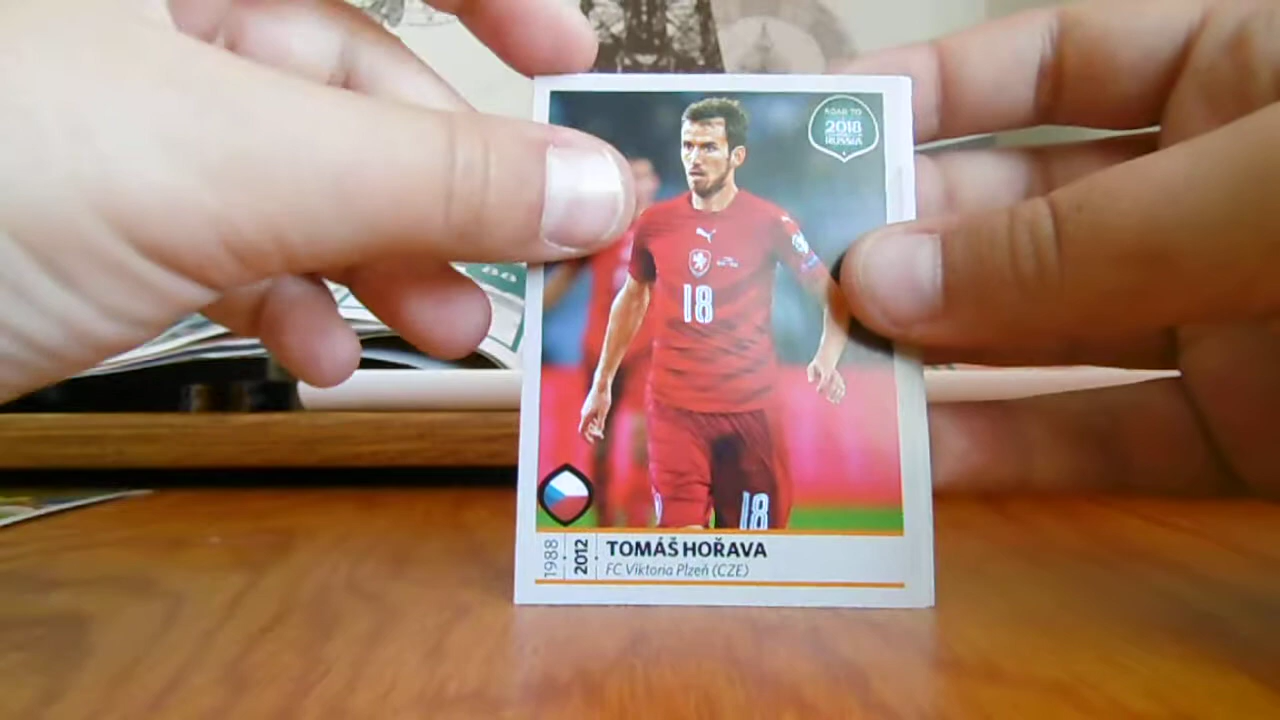 ROAD TO
2018
RUSSIA
18
18
1988
2012
TOMÁŠ HOŘAVA
FC Viktoria Plzeň (CZE)